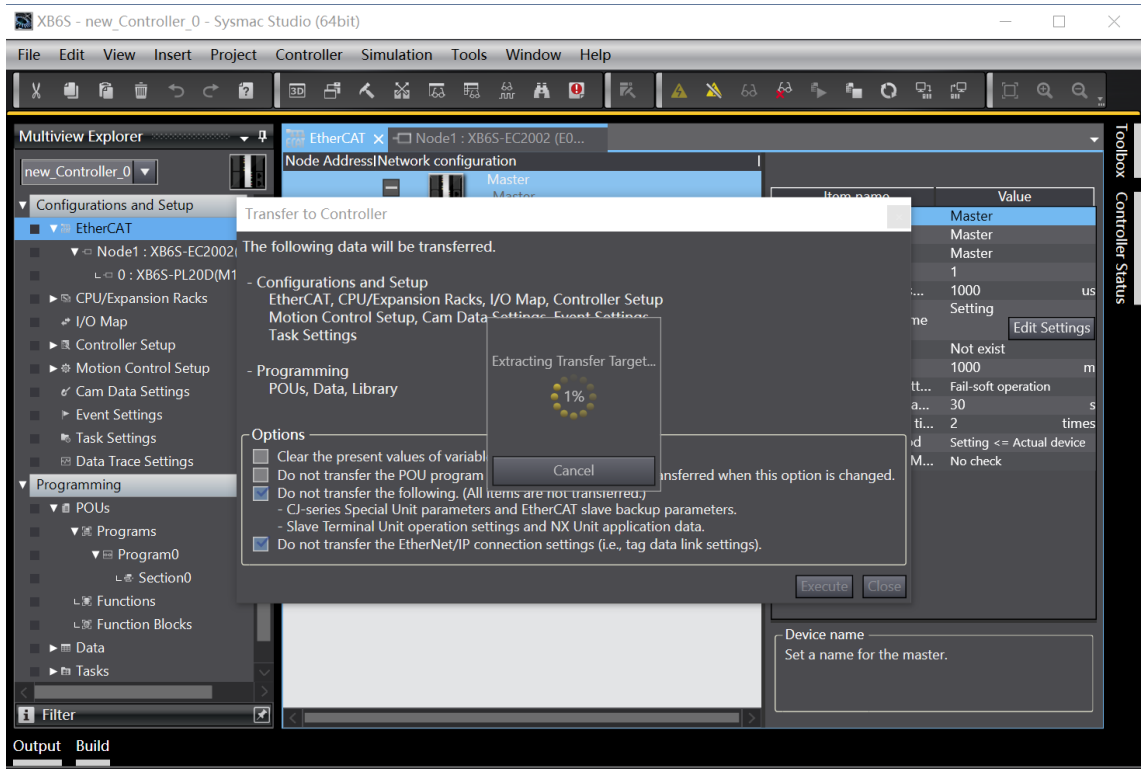 XB6S - new_Controller_0 - Sysmac Studio (64bit)
File Edit View Insert Project Controller Simulation Tools Window Help
Multiview Explorer
new_Controller_0
Configurations and Setup
EtherCAT
Node1 : XB6S-EC2002(
0 : XB6S-PL20D(M1
CPU/Expansion Racks
I/O Map
Controller Setup
Motion Control Setup
Cam Data Settings
Event Settings
Task Settings
Data Trace Settings
Programming
POUs
Programs
Program0
Section0
Functions
Function Blocks
Data
Tasks
Filter
Output Build
EtherCAT
Node1 : XB6S-EC2002 (E0...
Node Address|Network configuration
Master
Master
Transfer to Controller
The following data will be transferred.
- Configurations and Setup
EtherCAT, CPU/Expansion Racks, I/O Map, Controller Setup
Motion Control Setup, Cam Data Settings, Event Settings
Task Settings
- Programming
POUs, Data, Library
Extracting Transfer Target...
1%
Cancel
Options
Clear the present values of variabl
Do not transfer the POU program nsferred when this option is changed.
Do not transfer the following. (All items are not transferred.)
- CJ-series Special Unit parameters and EtherCAT slave backup parameters.
- Slave Terminal Unit operation settings and NX Unit application data.
Do not transfer the EtherNet/IP connection settings (i.e., tag data link settings).
Execute Close
Item name Value
Master
Master
Master
1
1000 us
me Setting
Edit Settings
Not exist
1000 m
tt... Fail-soft operation
a... 30 s
ti... 2 times
od Setting <= Actual device
M... No check
Device name
Set a name for the master.
Toolbox
Controller Status